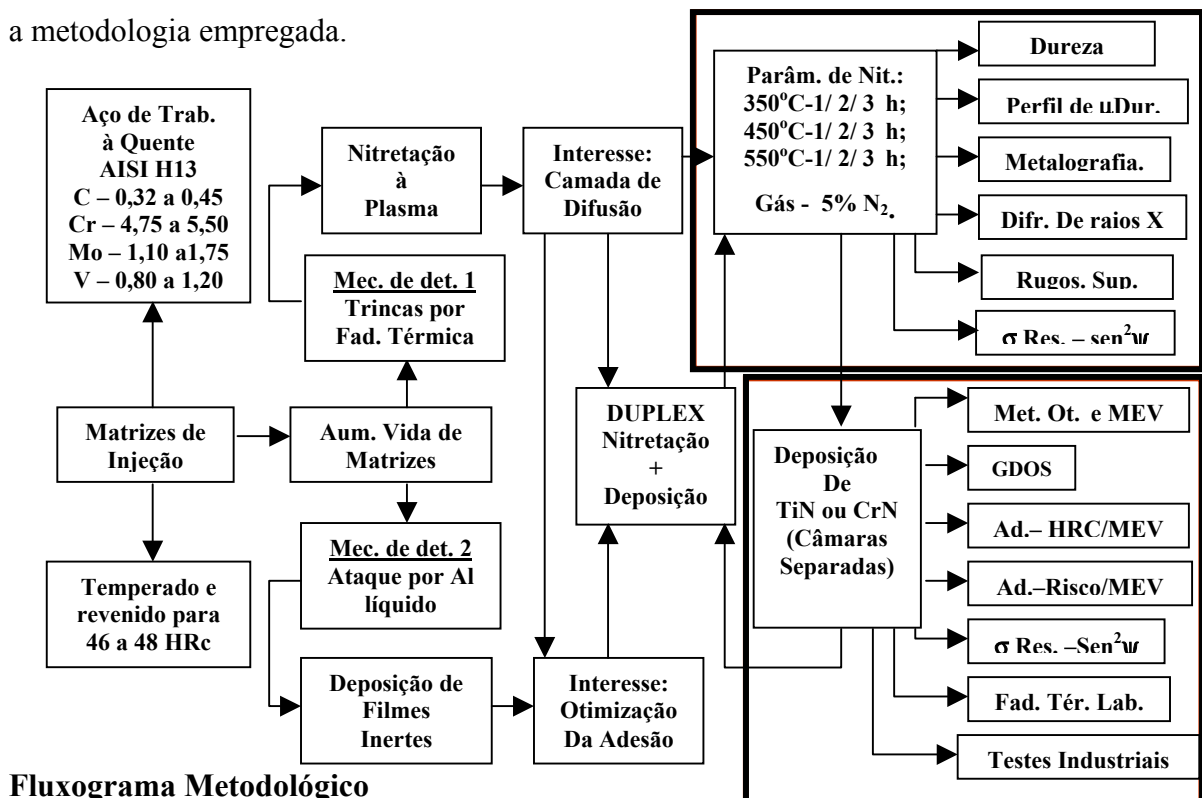 a metodologia empregada.
Aço de Trab.
à Quente
AISI H13
C – 0,32 a 0,45
Cr – 4,75 a 5,50
Mo – 1,10 a1,75
V – 0,80 a 1,20
Nitretação
à
Plasma
Interesse:
Camada de
Difusão
Parâm. de Nit.:
350°C-1/ 2/ 3 h;
450°C-1/ 2/ 3 h;
550°C-1/ 2/ 3 h;
Gás - 5% N₂.
Dureza
Perfil de µDur.
Metalografia.
Difr. De raios X
Rugos. Sup.
σ Res. – sen²ψ
Mec. de det. 1
Trincas por
Fad. Térmica
Matrizes de
Injeção
Aum. Vida de
Matrizes
DUPLEX
Nitretação
+
Deposição
Mec. de det. 2
Ataque por Al
líquido
Temperado e
revenido para
46 a 48 HRc
Deposição de
Filmes
Inertes
Interesse:
Otimização
Da Adesão
Deposição
De
TiN ou CrN
(Câmaras
Separadas)
Met. Ot. e MEV
GDOS
Ad.– HRC/MEV
Ad.–Risco/MEV
σ Res. –Sen²ψ
Fad. Tér. Lab.
Testes Industriais
Fluxograma Metodológico